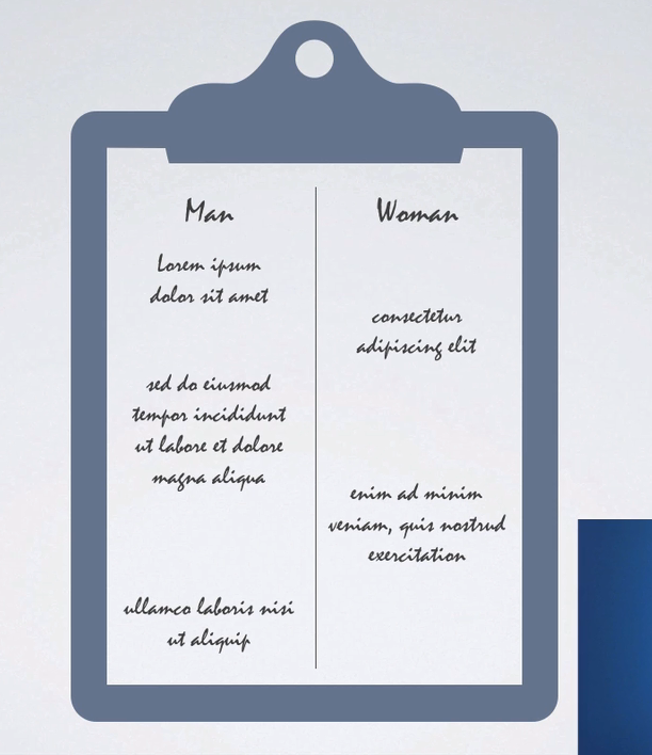 Man
Woman
Lorem ipsum
dolor sit amet
consectetur
adipiscing elit
sed do eiusmod
tempor incididunt
ut labore et dolore
magna aliqua
enim ad minim
veniam, quis nostrud
exercitation
ullamco laboris nisi
ut aliquip